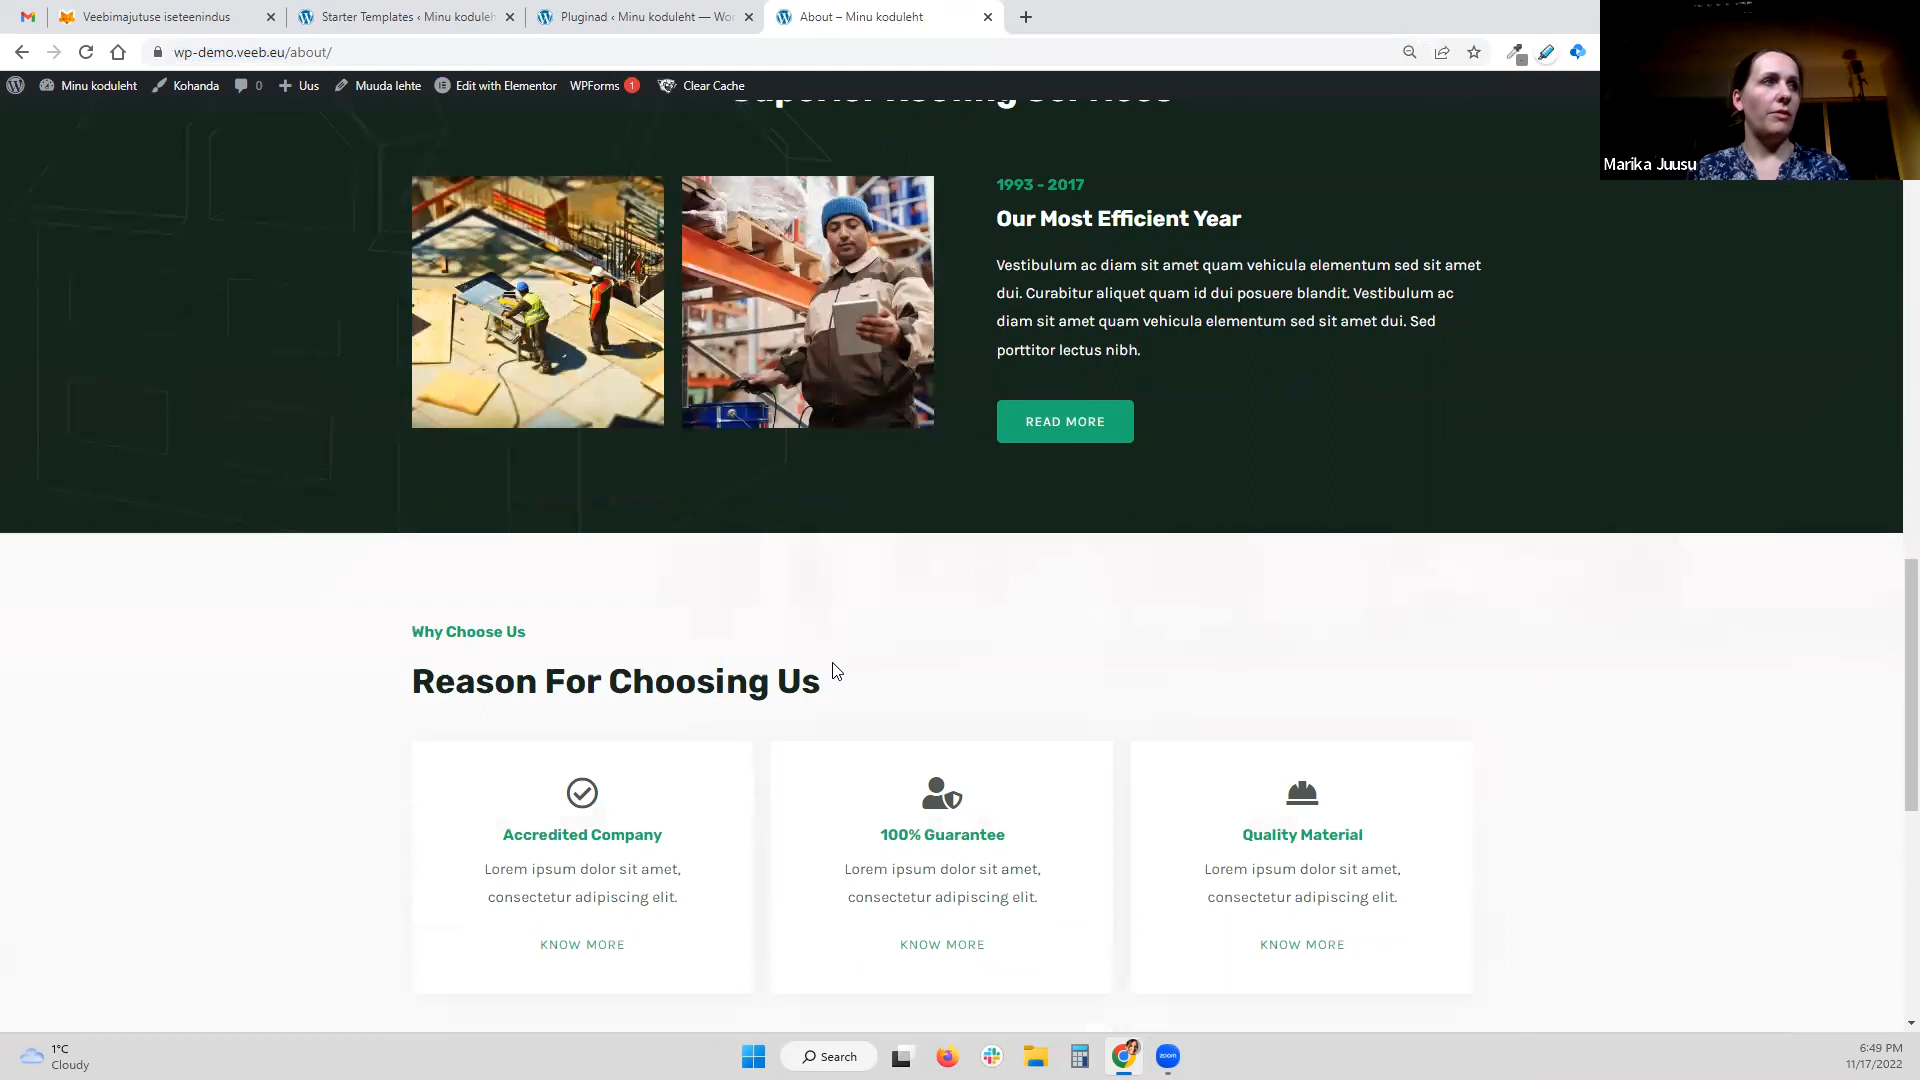 Veebimajutuse iseteenindus
Starter Templates ‹ Minu koduleh
Pluginad ‹ Minu koduleht — Wor
About – Minu koduleht
wp-demo.veeb.eu/about/
Minu koduleht
Kohanda
0
Uus
Muuda lehte
Edit with Elementor
WPForms 1
Clear Cache
Marika Juusu
Superior Roofing Services
1993 - 2017
Our Most Efficient Year
Vestibulum ac diam sit amet quam vehicula elementum sed sit amet
dui. Curabitur aliquet quam id dui posuere blandit. Vestibulum ac
diam sit amet quam vehicula elementum sed sit amet dui. Sed
porttitor lectus nibh.
READ MORE
Why Choose Us
Reason For Choosing Us
Accredited Company
Lorem ipsum dolor sit amet,
consectetur adipiscing elit.
KNOW MORE
100% Guarantee
Lorem ipsum dolor sit amet,
consectetur adipiscing elit.
KNOW MORE
Quality Material
Lorem ipsum dolor sit amet,
consectetur adipiscing elit.
KNOW MORE
1°C
Cloudy
Search
zoom
6:49 PM
11/17/2022